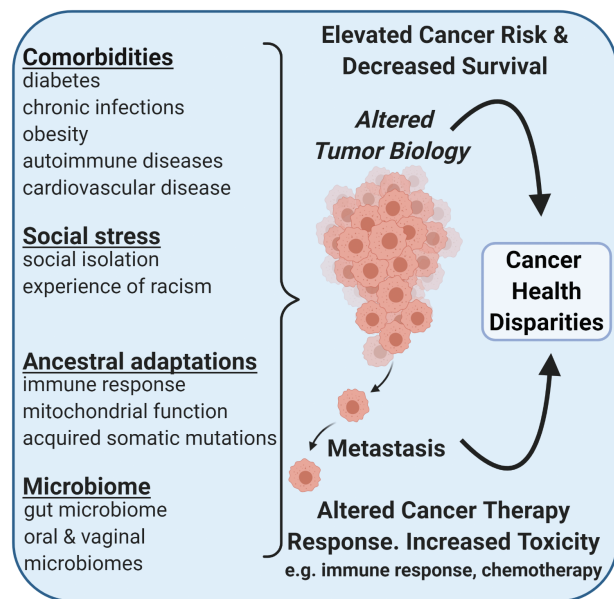 Comorbidities
diabetes
chronic infections
obesity
autoimmune diseases
cardiovascular disease
Social stress
social isolation
experience of racism
Ancestral adaptations
immune response
mitochondrial function
acquired somatic mutations
Microbiome
gut microbiome
oral & vaginal
microbiomes
Elevated Cancer Risk &
Decreased Survival
Altered
Tumor Biology
Cancer
Health
Disparities
Metastasis
Altered Cancer Therapy
Response. Increased Toxicity
e.g. immune response, chemotherapy